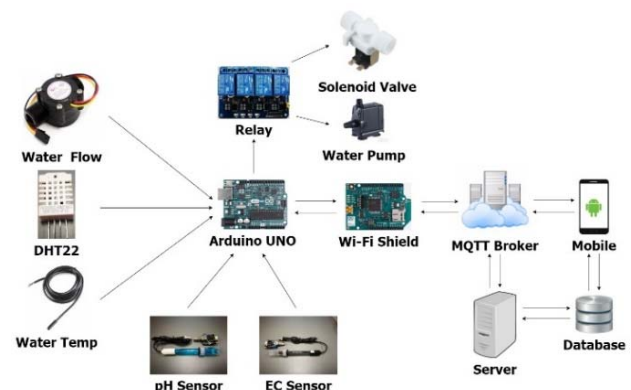 Solenoid Valve
Relay
Water Pump
Water Flow
DHT22
Arduino UNO
Wi-Fi Shield
MQTT Broker
Mobile
Water Temp
Server
Database
pH Sensor
EC Sensor